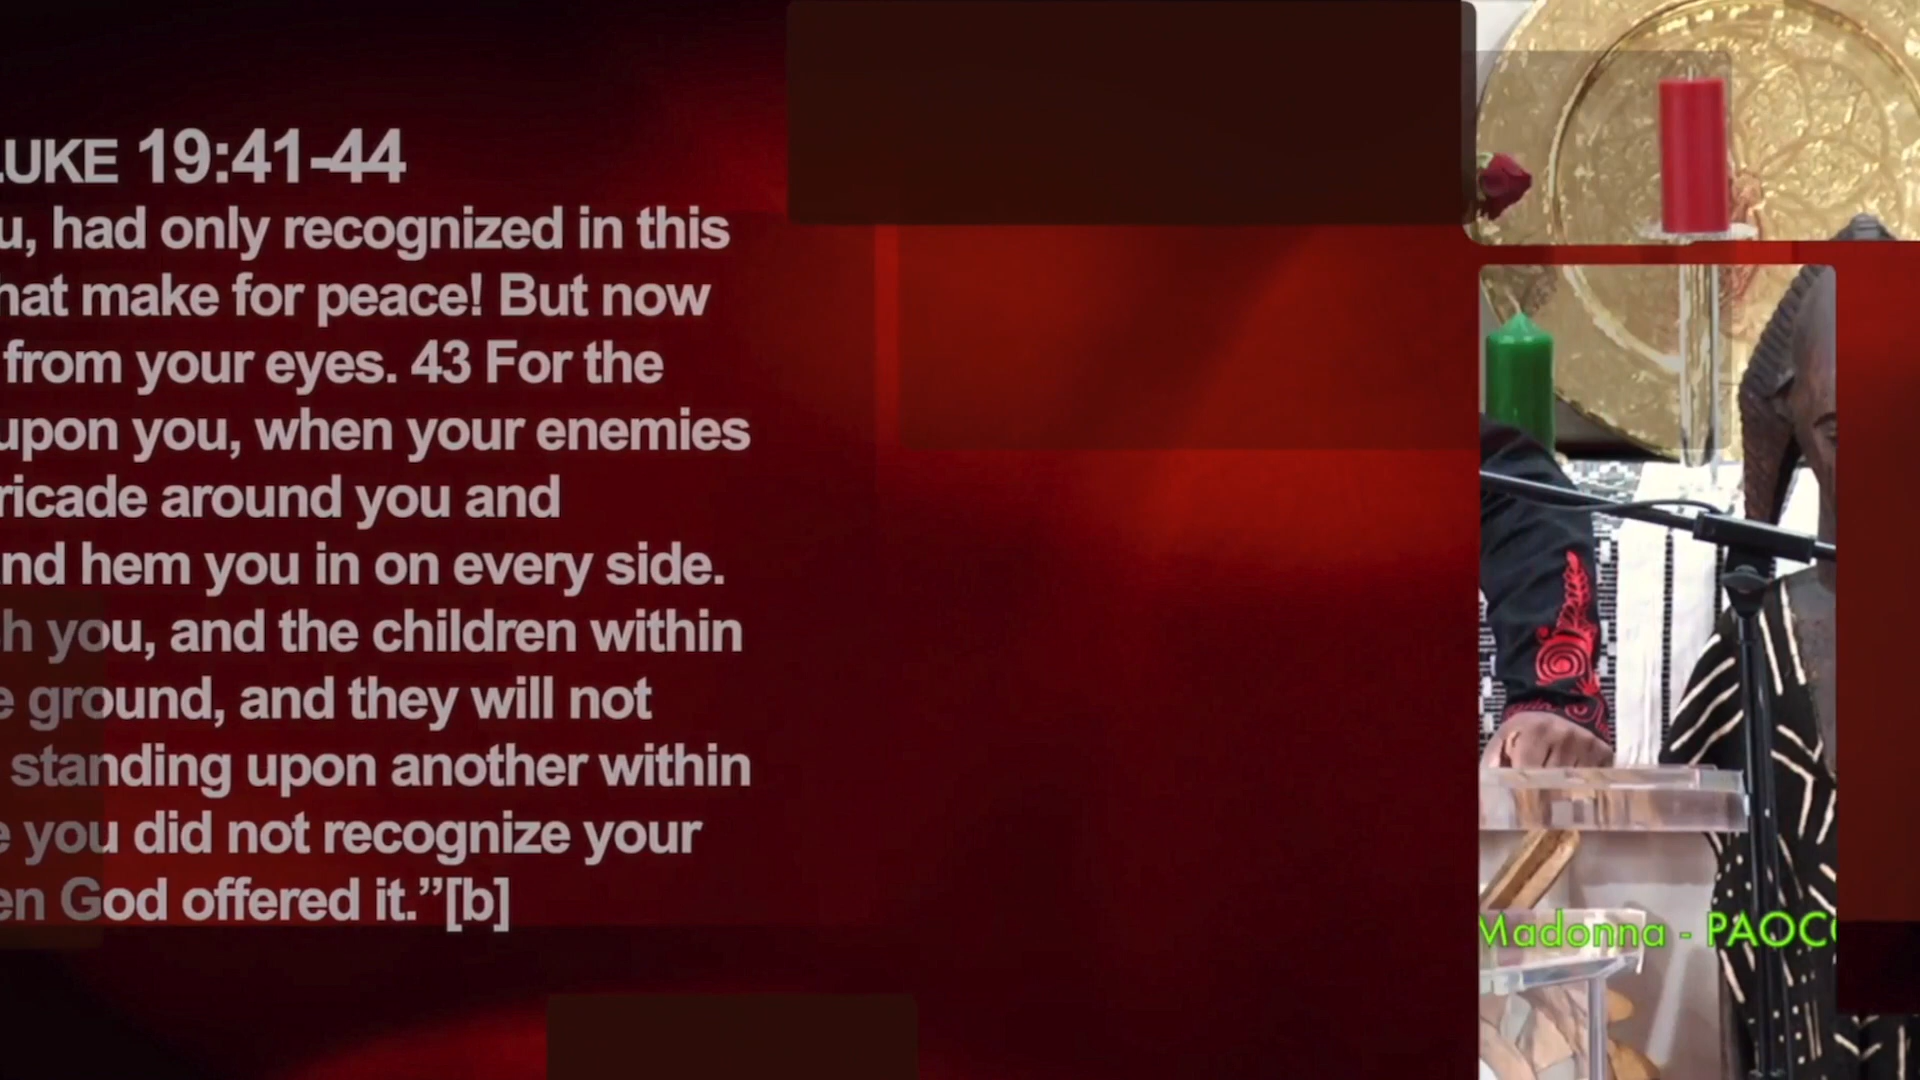 UKE 19:41-44
u, had only recognized in this
hat make for peace! But now
from your eyes. 43 For the
upon you, when your enemies
ricade around you and
nd hem you in on every side.
h you, and the children within
e ground, and they will not
standing upon another within
e you did not recognize your
en God offered it.”[b]
Madonna - PAOC